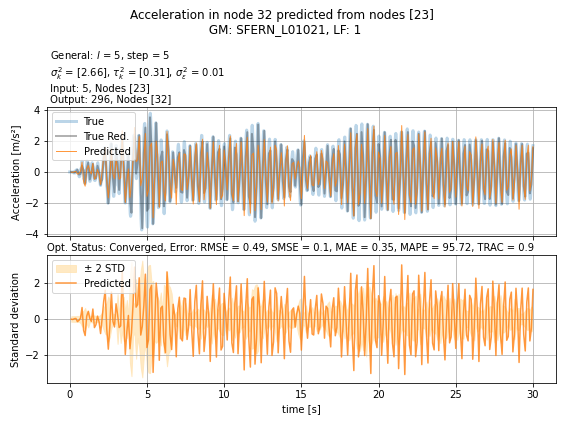 Acceleration in node 32 predicted from nodes [23]
GM: SFERN_L01021, LF: 1
General: l = 5, step = 5
σ²ₖ = [2.66], τ²ₖ = [0.31], σ²ε = 0.01
Input: 5, Nodes [23]
Output: 296, Nodes [32]
4
2
0
−2
−4
Acceleration [m/s²]
True
True Red.
Predicted
Opt. Status: Converged, Error: RMSE = 0.49, SMSE = 0.1, MAE = 0.35, MAPE = 95.72, TRAC = 0.9
2
0
−2
Standard deviation
± 2 STD
Predicted
0 5 10 15 20 25 30
time [s]